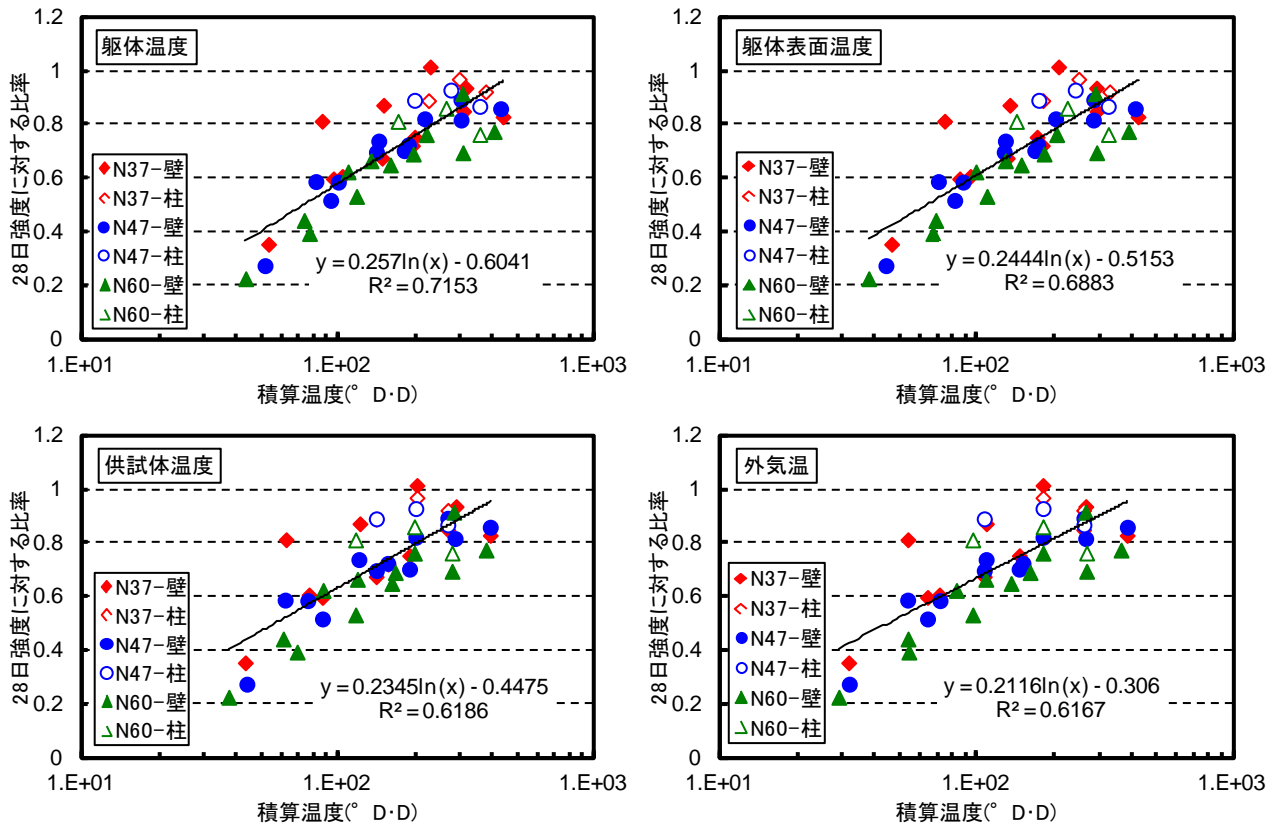 躯体温度
28日強度に対する比率
1.2
1
0.8
0.6
0.4
0.2
0
N37-壁
N37-柱
N47-壁
N47-柱
N60-壁
N60-柱
y = 0.257ln(x) - 0.6041
R² = 0.7153
1.E+01
1.E+02
1.E+03
積算温度(°D・D)
躯体表面温度
28日強度に対する比率
1.2
1
0.8
0.6
0.4
0.2
0
N37-壁
N37-柱
N47-壁
N47-柱
N60-壁
N60-柱
y = 0.2444ln(x) - 0.5153
R² = 0.6883
1.E+01
1.E+02
1.E+03
積算温度(°D・D)
供試体温度
28日強度に対する比率
1.2
1
0.8
0.6
0.4
0.2
0
N37-壁
N37-柱
N47-壁
N47-柱
N60-壁
N60-柱
y = 0.2345ln(x) - 0.4475
R² = 0.6186
1.E+01
1.E+02
1.E+03
積算温度(°D・D)
外気温
28日強度に対する比率
1.2
1
0.8
0.6
0.4
0.2
0
N37-壁
N37-柱
N47-壁
N47-柱
N60-壁
N60-柱
y = 0.2116ln(x) - 0.306
R² = 0.6167
1.E+01
1.E+02
1.E+03
積算温度(°D・D)